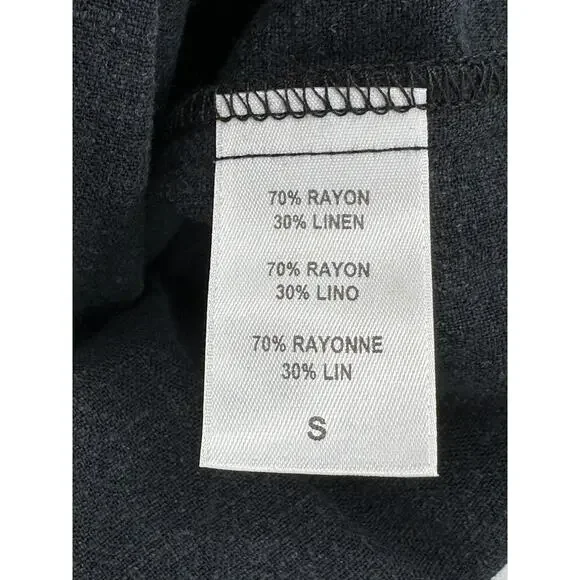 70% RAYON
30% LINEN
70% RAYON
30% LINO
70% RAYONNE
30% LIN
S